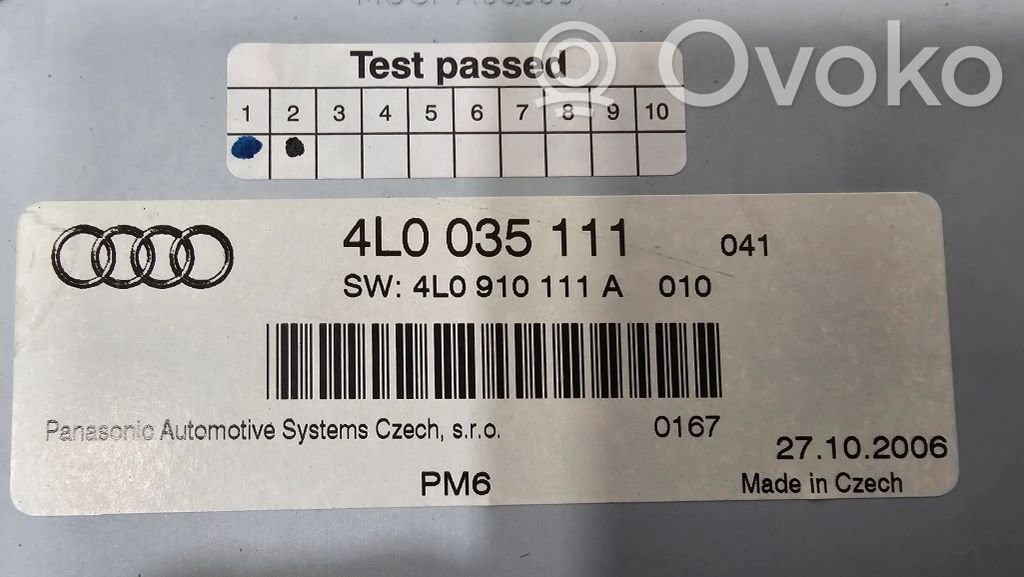 Test passed
1 2 3 4 5 6 7 8 9 10
Ovoko
4L0 035 111 041
SW: 4L0 910 111 A 010
Panasonic Automotive Systems Czech, s.r.o. 0167
27.10.2006
PM6 Made in Czech